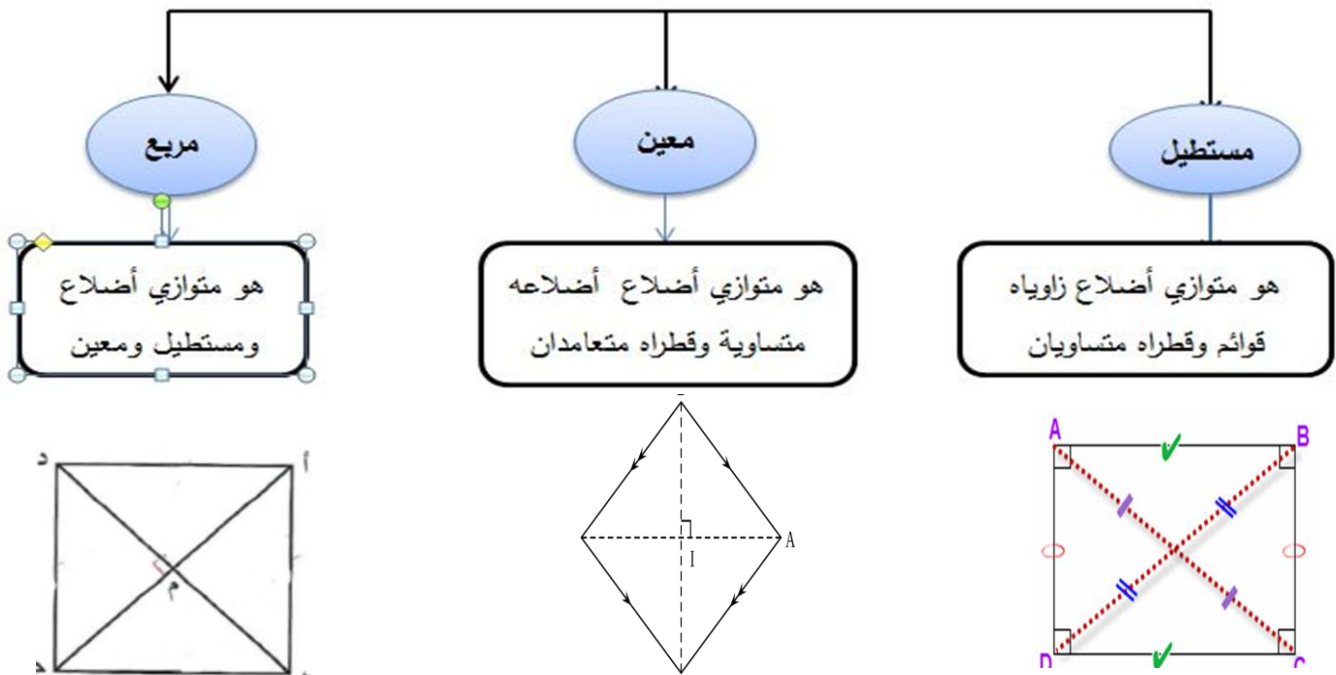 مستطيل
معين
مربع
هو متوازي أضلاع زاوياه
قوائم وقطراه متساويان
هو متوازي أضلاع أضلاعه
متساوية وقطراه متعامدان
هو متوازي أضلاع
ومستطيل ومعين
A
B
D
C
A
I
أ
د
م